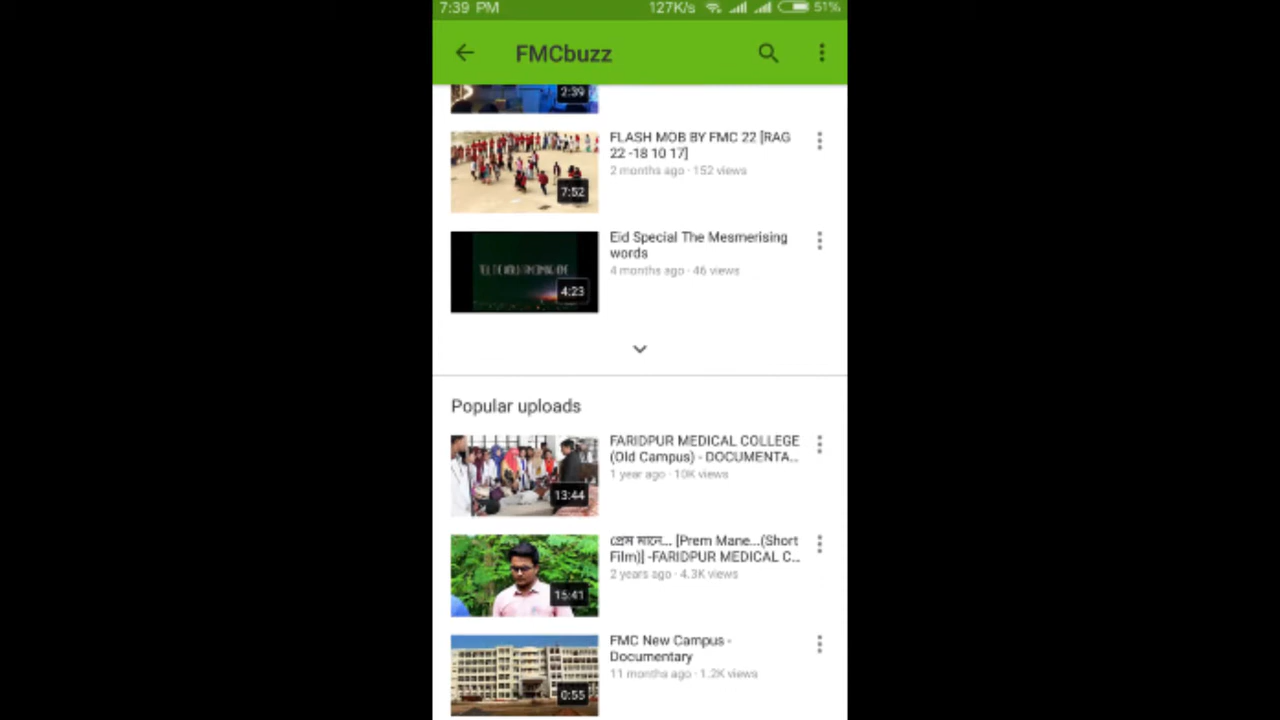 7:39 PM 127K/s 51%
FMCbuzz
2:39
FLASH MOB BY FMC 22 [RAG
22 -18 10 17]
2 months ago · 152 views
7:52
Eid Special The Mesmerising
words
4 months ago · 46 views
4:23
Popular uploads
FARIDPUR MEDICAL COLLEGE
(Old Campus) - DOCUMENTA...
1 year ago · 10K views
13:44
প্রেম মানে... [Prem Mane...(Short
Film)] -FARIDPUR MEDICAL C...
2 years ago · 4.3K views
15:41
FMC New Campus -
Documentary
11 months ago · 1.2K views
0:55